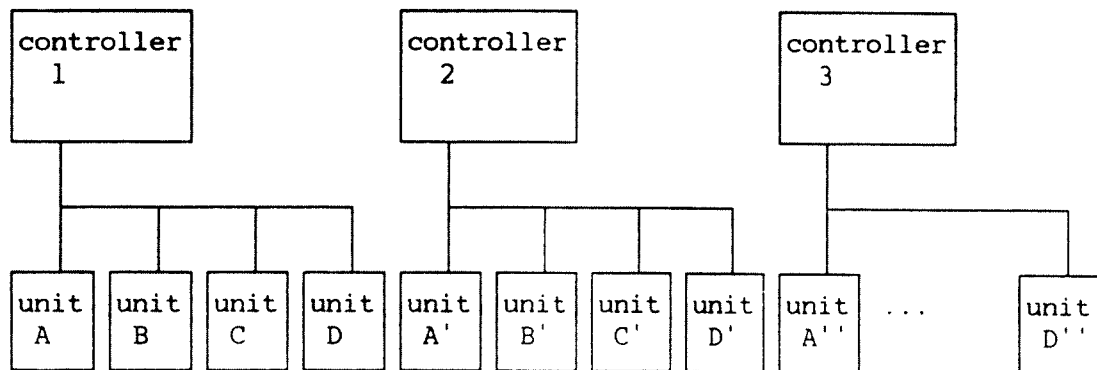 controller
1
controller
2
controller
3
unit
A
unit
B
unit
C
unit
D
unit
A'
unit
B'
unit
C'
unit
D'
unit
A''
...
unit
D''